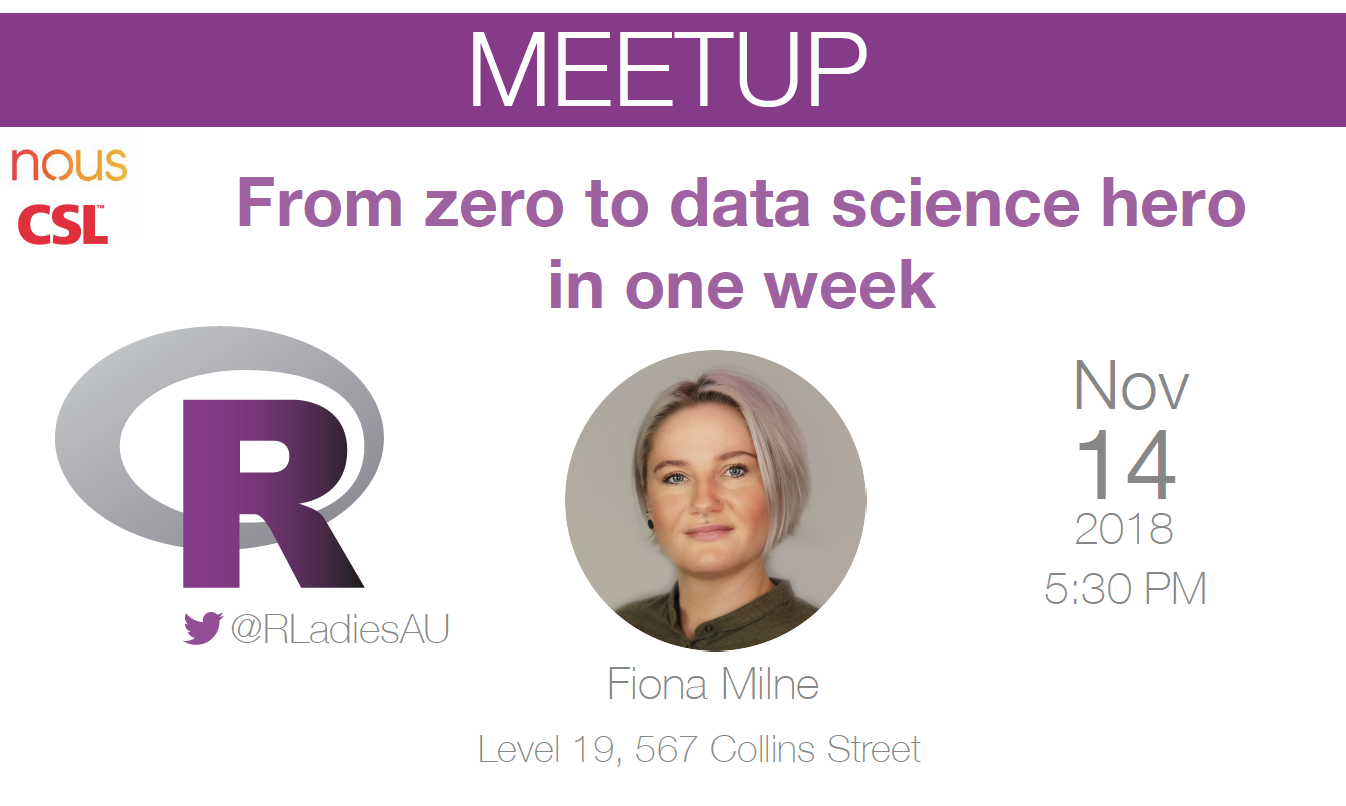 MEETUP
nous
CSL™
From zero to data science hero
in one week
R
@RLadiesAU
Fiona Milne
Nov
14
2018
5:30 PM
Level 19, 567 Collins Street